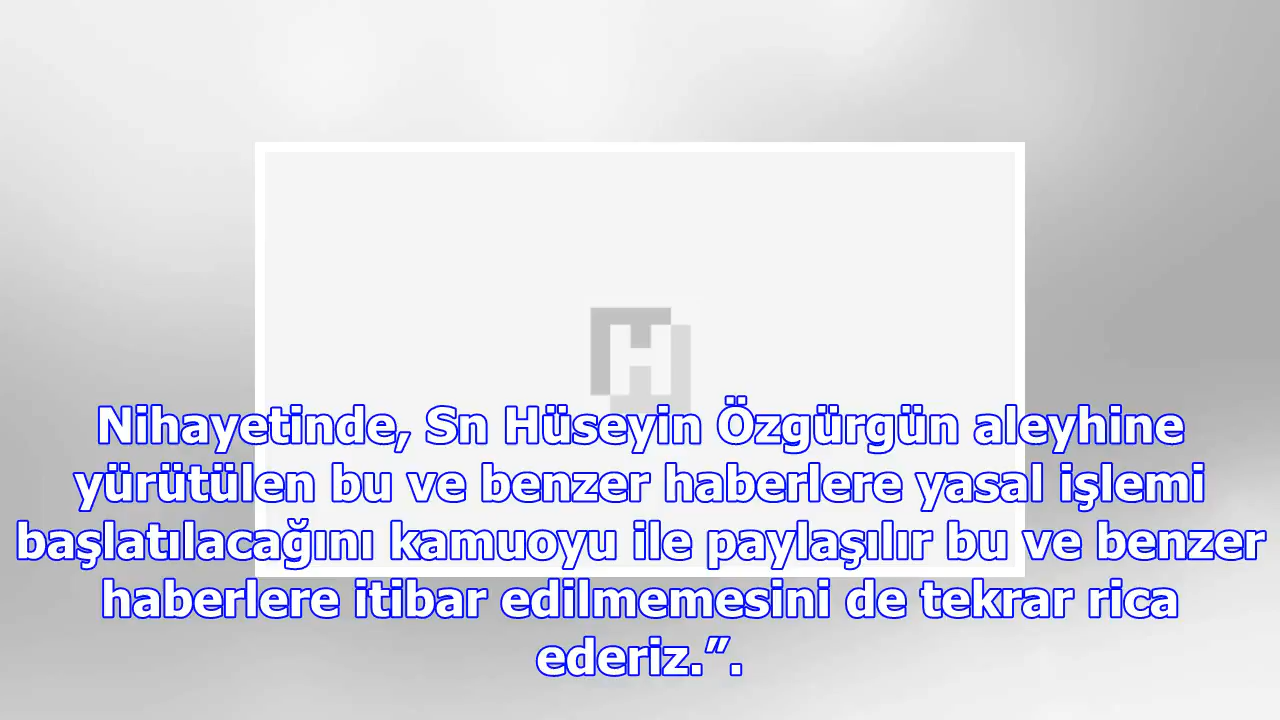 H
Nihayetinde, Sn Hüseyin Özgürgün aleyhine
yürütülen bu ve benzer haberlere yasal işlemi
başlatılacağını kamuoyu ile paylaşılır bu ve benzer
haberlere itibar edilmemesini de tekrar rica
ederiz.”.